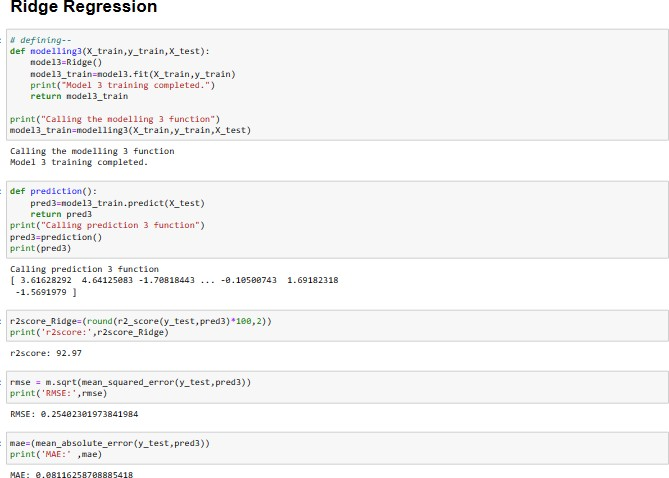 Ridge Regression
# defining--
def modelling3(X_train,y_train,X_test):
    model3=Ridge()
    model3_train=model3.fit(X_train,y_train)
    print("Model 3 training completed.")
    return model3_train
print("Calling the modelling 3 function")
model3_train=modelling3(X_train,y_train,X_test)
Calling the modelling 3 function
Model 3 training completed.
def prediction():
    pred3=model3_train.predict(X_test)
    return pred3
print("Calling prediction 3 function")
pred3=prediction()
print(pred3)
Calling prediction 3 function
[ 3.61628292  4.64125083 -1.70818443 ... -0.10500743  1.69182318
 -1.5691979 ]
r2score_Ridge=(round(r2_score(y_test,pred3)*100,2))
print('r2score:',r2score_Ridge)
r2score: 92.97
rmse = m.sqrt(mean_squared_error(y_test,pred3))
print('RMSE:',rmse)
RMSE: 0.25402301973841984
mae=(mean_absolute_error(y_test,pred3))
print('MAE:' ,mae)
MAE: 0.08116258708885418